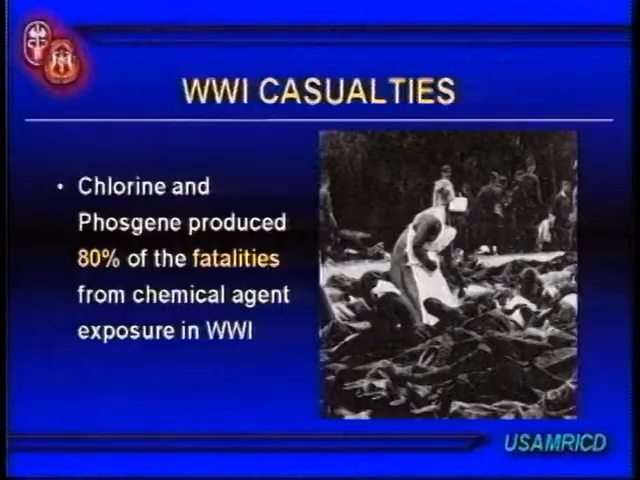 WWI CASUALTIES
• Chlorine and
Phosgene produced
80% of the fatalities
from chemical agent
exposure in WWI
USAMRICD